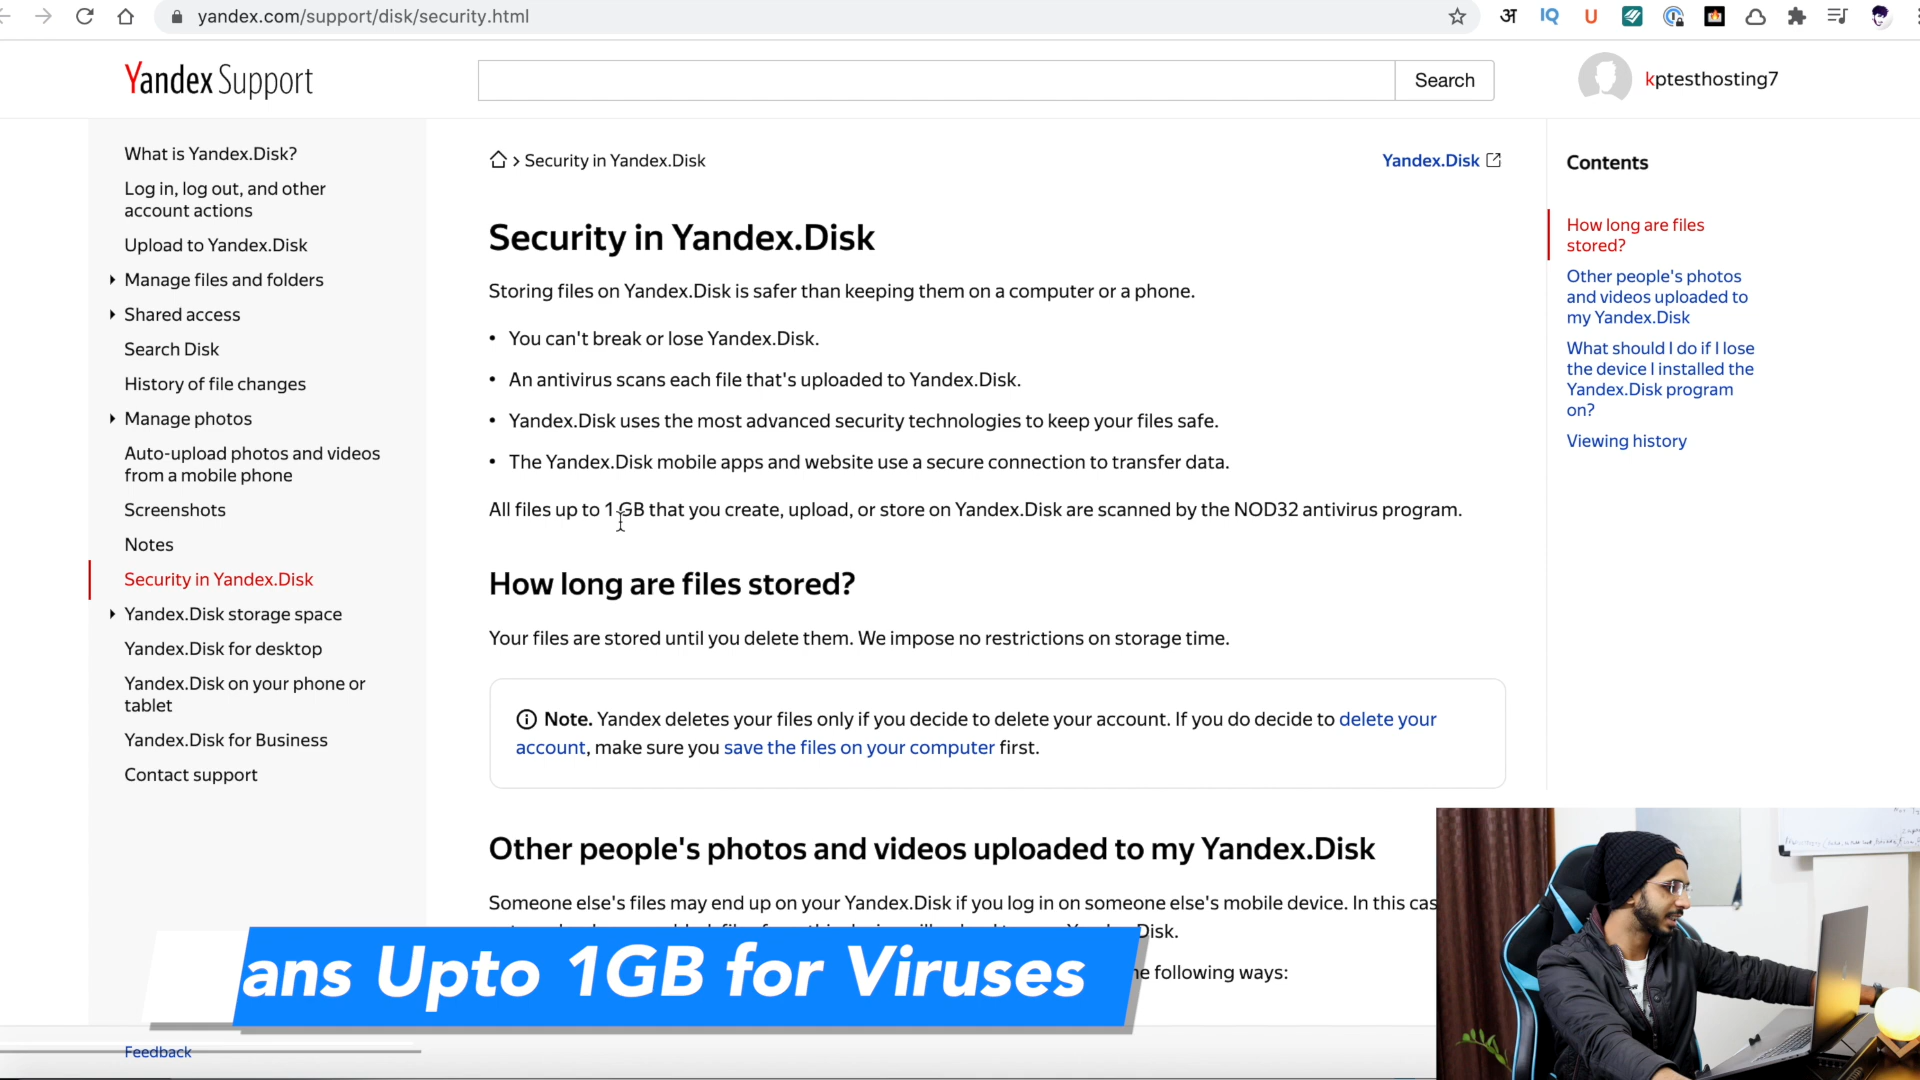 yandex.com/support/disk/security.html
अ
IQ
U
Yandex Support
Search
kptesthosting7
What is Yandex.Disk?
Log in, log out, and other
account actions
Upload to Yandex.Disk
Manage files and folders
Shared access
Search Disk
History of file changes
Manage photos
Auto-upload photos and videos
from a mobile phone
Screenshots
Notes
Security in Yandex.Disk
Yandex.Disk storage space
Yandex.Disk for desktop
Yandex.Disk on your phone or
tablet
Yandex.Disk for Business
Contact support
Feedback
> Security in Yandex.Disk
Yandex.Disk
Security in Yandex.Disk
Storing files on Yandex.Disk is safer than keeping them on a computer or a phone.
• You can't break or lose Yandex.Disk.
• An antivirus scans each file that's uploaded to Yandex.Disk.
• Yandex.Disk uses the most advanced security technologies to keep your files safe.
• The Yandex.Disk mobile apps and website use a secure connection to transfer data.
All files up to 1 GB that you create, upload, or store on Yandex.Disk are scanned by the NOD32 antivirus program.
How long are files stored?
Your files are stored until you delete them. We impose no restrictions on storage time.
Note. Yandex deletes your files only if you decide to delete your account. If you do decide to delete your
account, make sure you save the files on your computer first.
Other people's photos and videos uploaded to my Yandex.Disk
Someone else's files may end up on your Yandex.Disk if you log in on someone else's mobile device. In this cas
Disk.
e following ways:
ans Upto 1GB for Viruses
Contents
How long are files
stored?
Other people's photos
and videos uploaded to
my Yandex.Disk
What should I do if I lose
the device I installed the
Yandex.Disk program
on?
Viewing history